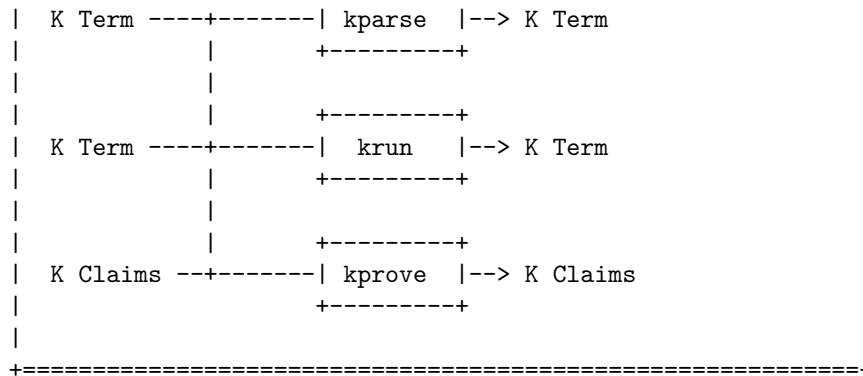 |  K Term ----+-------| kparse  |--> K Term
|             |       +---------+
|             |
|             |       +---------+
|  K Term ----+-------|  krun   |--> K Term
|             |       +---------+
|             |
|             |       +---------+
|  K Claims --+-------| kprove  |--> K Claims
|                     +---------+
|
+===========================================================+